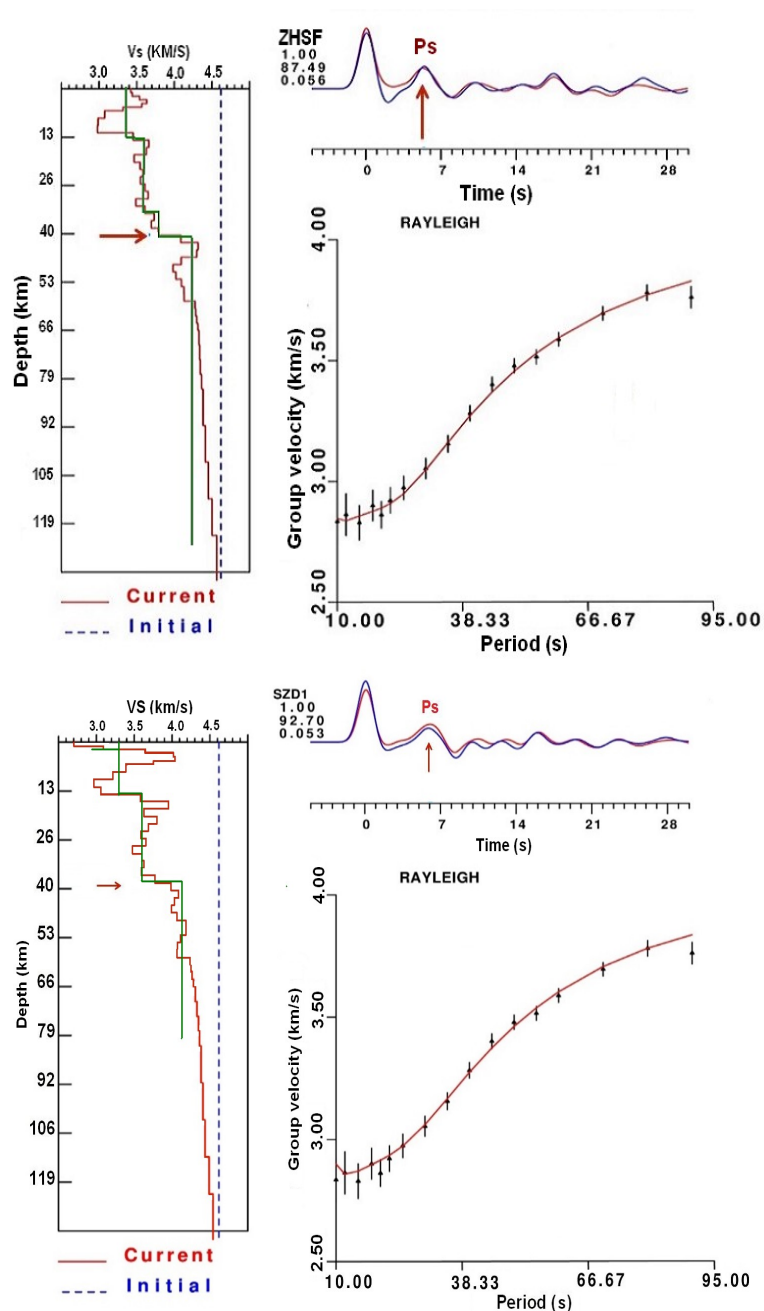 Vs (KM/S)
3.0 3.5 4.0 4.5
13
26
40
53
66
79
92
106
119
Depth (km)
Current
Initial
ZHSF
1.00
87.49
0.056
Ps
0 7 14 21 28
Time (s)
RAYLEIGH
4.00
3.50
3.00
2.50
Group velocity (km/s)
10.00 38.33 66.67 95.00
Period (s)
VS (km/s)
3.0 3.5 4.0 4.5
13
26
40
53
66
79
92
106
119
Depth (km)
Current
Initial
SZD1
1.00
92.70
0.053
Ps
0 7 14 21 28
Time (s)
RAYLEIGH
4.00
3.50
3.00
2.50
Group velocity (km/s)
10.00 38.33 66.67 95.00
Period (s)